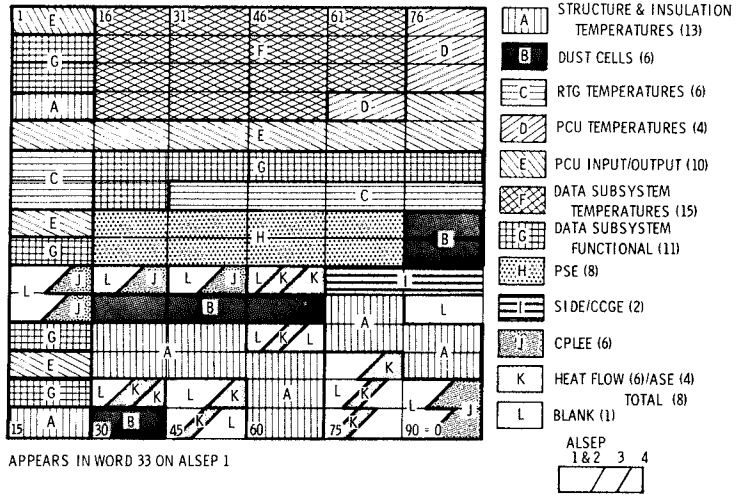 1 E 16 31 46 61 76
F D
G
A D
E
G
C
C
E
H B
G
J L J L J L K K I
L
J B L
A
G L K L
A A
E K
G L K K L K A L K L J
15 A 30 B 45 K L 60 75 K 90 = 0
A STRUCTURE & INSULATION
TEMPERATURES (13)
B DUST CELLS (6)
C RTG TEMPERATURES (6)
D PCU TEMPERATURES (4)
E PCU INPUT/OUTPUT (10)
F DATA SUBSYSTEM
TEMPERATURES (15)
G DATA SUBSYSTEM
FUNCTIONAL (11)
H PSE (8)
I SIDE/CCGE (2)
J CPLEE (6)
K HEAT FLOW (6)/ASE (4)
TOTAL (8)
L BLANK (1)
ALSEP
1 & 2 3 4
APPEARS IN WORD 33 ON ALSEP 1